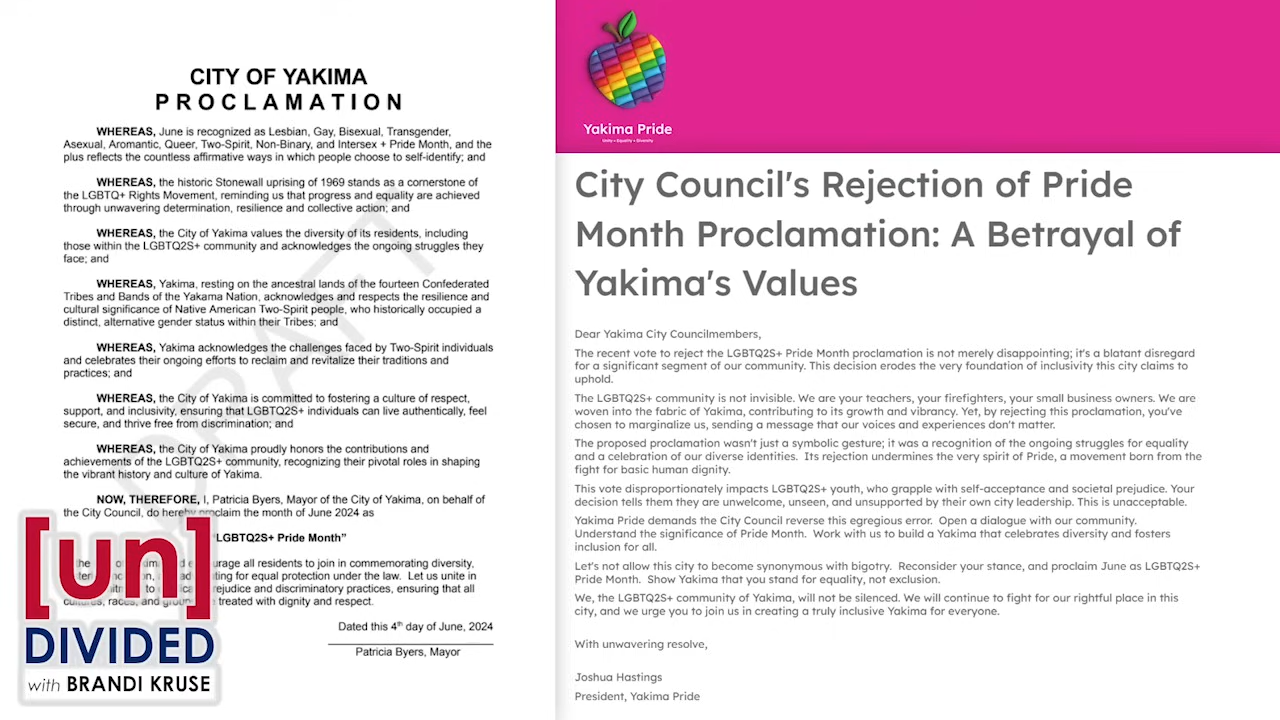 CITY OF YAKIMA
PROCLAMATION
WHEREAS, June is recognized as Lesbian, Gay, Bisexual, Transgender,
Asexual, Aromantic, Queer, Two-Spirit, Non-Binary, and Intersex + Pride Month, and the
plus reflects the countless affirmative ways in which people choose to self-identify; and
WHEREAS, the historic Stonewall uprising of 1969 stands as a cornerstone of
the LGBTQ+ Rights Movement, reminding us that progress and equality are achieved
through unwavering determination, resilience and collective action; and
WHEREAS, the City of Yakima values the diversity of its residents, including
those within the LGBTQ2S+ community and acknowledges the ongoing struggles they
face; and
WHEREAS, Yakima, resting on the ancestral lands of the fourteen Confederated
Tribes and Bands of the Yakama Nation, acknowledges and respects the resilience and
cultural significance of Native American Two-Spirit people, who historically occupied a
distinct, alternative gender status within their Tribes; and
WHEREAS, Yakima acknowledges the challenges faced by Two-Spirit individuals
and celebrates their ongoing efforts to reclaim and revitalize their traditions and
practices; and
WHEREAS, the City of Yakima is committed to fostering a culture of respect,
support, and inclusivity, ensuring that LGBTQ2S+ individuals can live authentically, feel
secure, and thrive free from discrimination; and
WHEREAS, the City of Yakima proudly honors the contributions and
achievements of the LGBTQ2S+ community, recognizing their pivotal roles in shaping
the vibrant history and culture of Yakima.
NOW, THEREFORE, I, Patricia Byers, Mayor of the City of Yakima, on behalf of
the City Council, do hereby proclaim the month of June 2024 as
"LGBTQ2S+ Pride Month"
all residents to join in commemorating diversity,
for equal protection under the law. Let us unite in
prejudice and discriminatory practices, ensuring that all
cultures, races, and treated with dignity and respect.
Dated this 4th day of June, 2024
Patricia Byers, Mayor
DRAFT
[un]
DIVIDED
with BRANDI KRUSE
Yakima Pride
Unity • Equality • Diversity
City Council's Rejection of Pride
Month Proclamation: A Betrayal of
Yakima's Values
Dear Yakima City Councilmembers,
The recent vote to reject the LGBTQ2S+ Pride Month proclamation is not merely disappointing; it's a blatant disregard
for a significant segment of our community. This decision erodes the very foundation of inclusivity this city claims to
uphold.
The LGBTQ2S+ community is not invisible. We are your teachers, your firefighters, your small business owners. We are
woven into the fabric of Yakima, contributing to its growth and vibrancy. Yet, by rejecting this proclamation, you've
chosen to marginalize us, sending a message that our voices and experiences don't matter.
The proposed proclamation wasn't just a symbolic gesture; it was a recognition of the ongoing struggles for equality
and a celebration of our diverse identities. Its rejection undermines the very spirit of Pride, a movement born from the
fight for basic human dignity.
This vote disproportionately impacts LGBTQ2S+ youth, who grapple with self-acceptance and societal prejudice. Your
decision tells them they are unwelcome, unseen, and unsupported by their own city leadership. This is unacceptable.
Yakima Pride demands the City Council reverse this egregious error. Open a dialogue with our community.
Understand the significance of Pride Month. Work with us to build a Yakima that celebrates diversity and fosters
inclusion for all.
Let's not allow this city to become synonymous with bigotry. Reconsider your stance, and proclaim June as LGBTQ2S+
Pride Month. Show Yakima that you stand for equality, not exclusion.
We, the LGBTQ2S+ community of Yakima, will not be silenced. We will continue to fight for our rightful place in this
city, and we urge you to join us in creating a truly inclusive Yakima for everyone.
With unwavering resolve,
Joshua Hastings
President, Yakima Pride